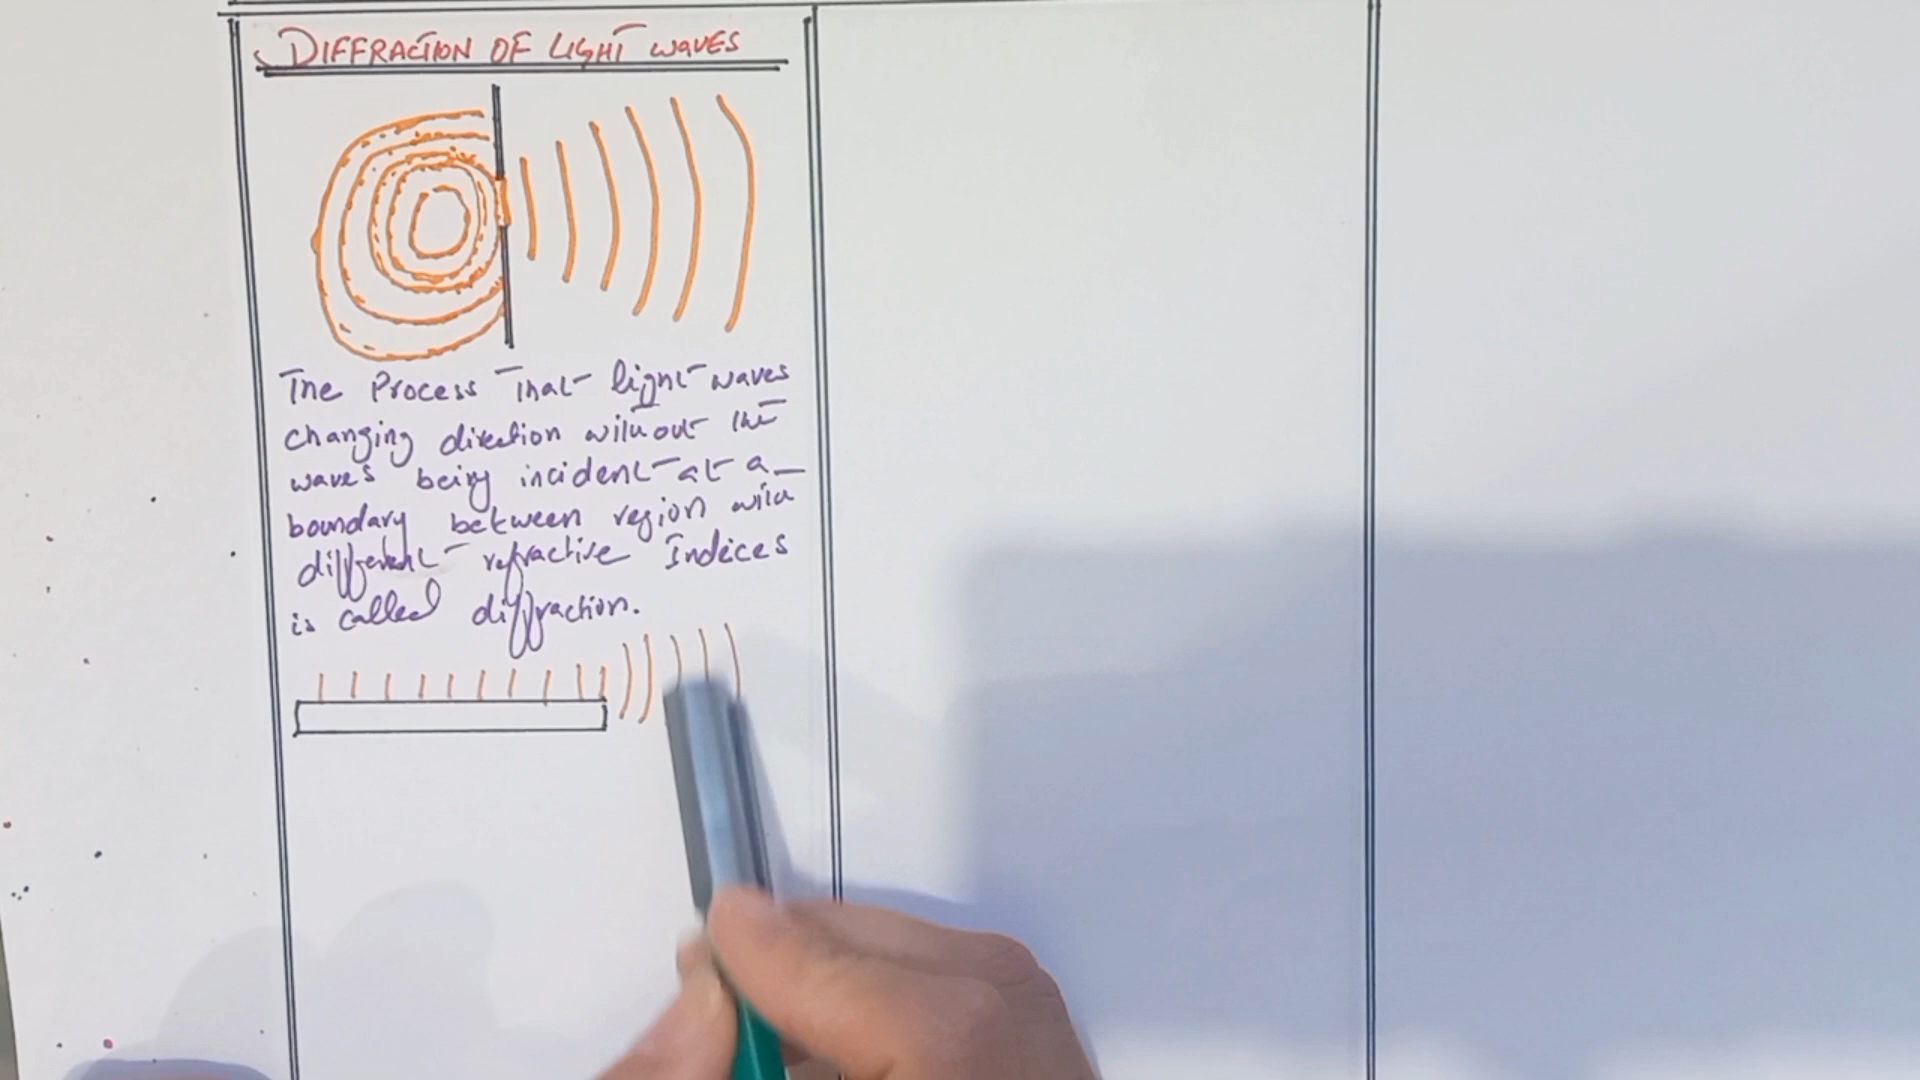 DIFFRACTION OF LIGHT WAVES
The Process That light waves
changing direction without the
waves being incident at a
boundary between region with
different refractive Indices
is called diffraction.